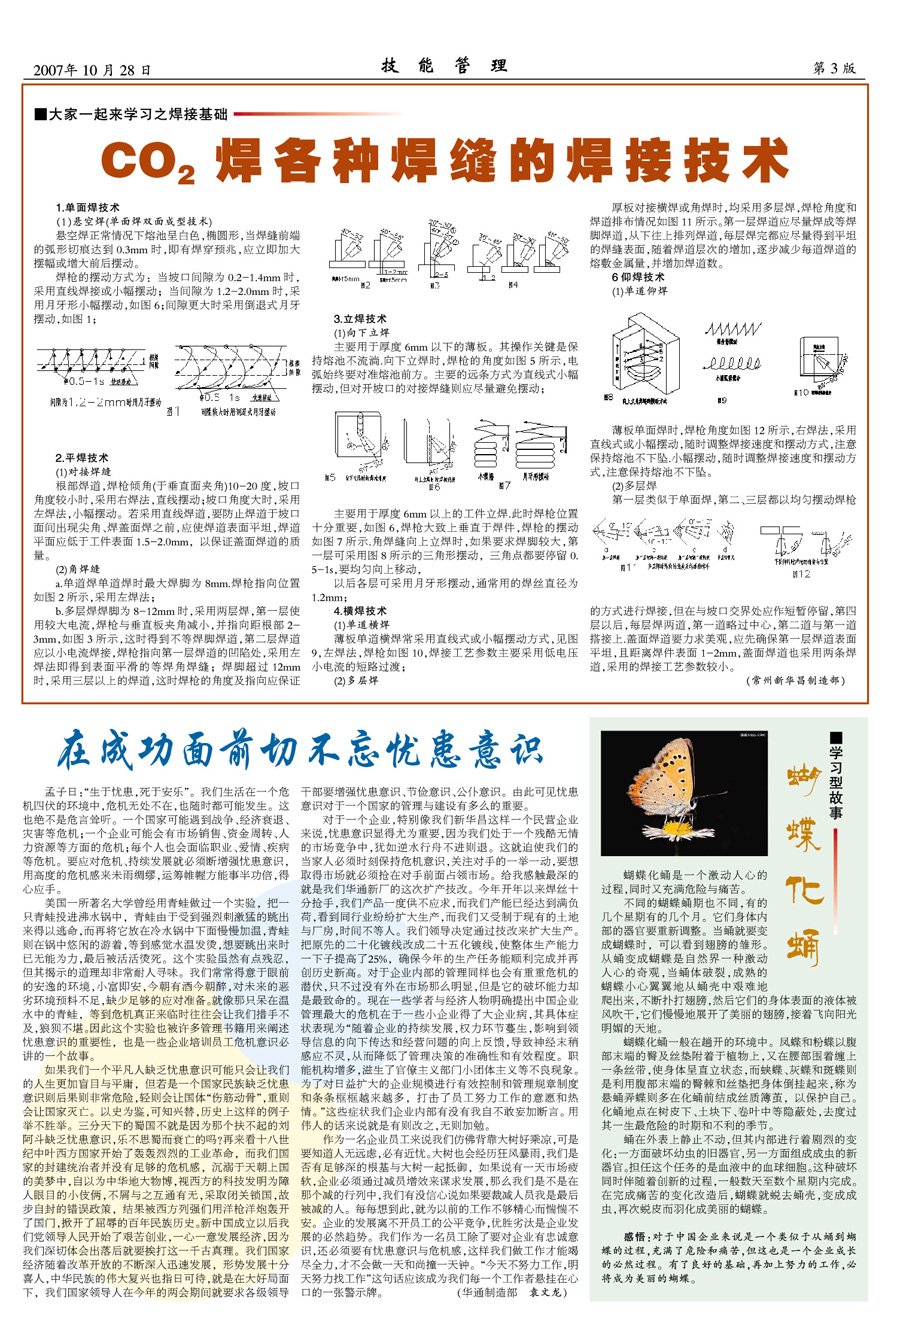 2007年 10 月 28 日
技 能 管 理
第 3 版
■大家一起来学习之焊接基础
CO₂ 焊各种焊缝的焊接技术
1.单面焊技术
(1)悬空焊(单面焊双面成型技术)
悬空焊正常情况下熔池呈白色,椭圆形,当焊缝前端
的弧形切痕达到 0.3mm 时,即有焊穿预兆,应立即加大
摆幅或增大前后摆动。
焊枪的摆动方式为：当坡口间隙为 0.2-1.4mm 时,
采用直线焊接或小幅摆动；当间隙为 1.2-2.0mm 时,采
用月牙形小幅摆动,如图 6;间隙更大时采用倒退式月牙
摆动,如图 1；
0.5-1s
间隙为1.2-2mm时用月牙摆动
图1
0.5 1s
间隙较大时用倒退式月牙摆动
2.平焊技术
(1)对接焊缝
根部焊道,焊枪倾角(于垂直面夹角)10-20 度,坡口
角度较小时,采用右焊法,直线摆动;坡口角度大时,采用
左焊法,小幅摆动。若采用直线焊道,要防止焊道于坡口
面间出现尖角、焊盖面焊之前,应使焊道表面平坦,焊道
平面应低于工件表面 1.5-2.0mm，以保证盖面焊道的质
量。
(2)角焊缝
a.单道焊单道焊时最大焊脚为 8mm.焊枪指向位置
如图 2 所示,采用左焊法；
b.多层焊焊脚为 8-12mm 时,采用两层焊,第一层使
用较大电流,焊枪与垂直板夹角减小,并指向距根部 2-
3mm,如图 3 所示,这时得到不等焊脚焊道,第二层焊道
应以小电流焊接,焊枪指向第一层焊道的凹陷处,采用左
焊法即得到表面平滑的等焊角焊缝；焊脚超过 12mm
时,采用三层以上的焊道,这时焊枪的角度及指向应保证
图2
图3
图4
3.立焊技术
(1)向下立焊
主要用于厚度 6mm 以下的薄板。其操作关键是保
持熔池不流淌.向下立焊时,焊枪的角度如图 5 所示,电
弧始终要对准熔池前方。主要的远条方式为直线式小幅
摆动,但对开坡口的对接焊缝则应尽量避免摆动；
图5
图6
小摆幅
图7
月牙形摆动
主要用于厚度 6mm 以上的工件立焊.此时焊枪位置
十分重要,如图 6,焊枪大致上垂直于焊件,焊枪的摆动
如图 7 所示.角焊缝向上立焊时,如果要求焊脚较大,第
一层可采用图 8 所示的三角形摆动，三角点都要停留 0.
5-1s,要均匀向上移动,
以后各层可采用月牙形摆动,通常用的焊丝直径为
1.2mm；
4.横焊技术
(1)单道横焊
薄板单道横焊常采用直线式或小幅摆动方式,见图
9,左焊法,焊枪如图 10,焊接工艺参数主要采用低电压
小电流的短路过渡；
(2)多层焊
厚板对接横焊或角焊时,均采用多层焊,焊枪角度和
焊道排布情况如图 11 所示。第一层焊道应尽量焊成等焊
脚焊道,从下往上排列焊道,每层焊完都应尽量得到平坦
的焊缝表面,随着焊道层次的增加,逐步减少每道焊道的
熔敷金属量,并增加焊道数。
6 仰焊技术
(1)单道仰焊
图8
图9
图10
薄板单面焊时,焊枪角度如图 12 所示,右焊法,采用
直线式或小幅摆动,随时调整焊接速度和摆动方式,注意
保持熔池不下坠.小幅摆动,随时调整焊接速度和摆动方
式,注意保持熔池不下坠。
(2)多层焊
第一层类似于单面焊,第二、三层都以均匀摆动焊枪
a b c d
图12
的方式进行焊接,但在与坡口交界处应作短暂停留,第四
层以后,每层焊两道,第一道略过中心,第二道与第一道
搭接上.盖面焊道要力求美观,应先确保第一层焊道表面
平坦,且距离焊件表面 1-2mm,盖面焊道也采用两条焊
道,采用的焊接工艺参数较小。
(常州新华昌制造部)
在成功面前切不忘忧患意识
孟子曰:“生于忧患,死于安乐”。我们生活在一个危
机四伏的环境中,危机无处不在,也随时都可能发生。这
也绝不是危言耸听。一个国家可能遇到战争、经济衰退、
灾害等危机;一个企业可能会有市场销售、资金周转、人
力资源等方面的危机;每个人也会面临职业、爱情、疾病
等危机。要应对危机、持续发展就必须断增强忧患意识,
用高度的危机感来未雨绸缪,运筹帷幄方能事半功倍,得
心应手。
美国一所著名大学曾经用青蛙做过一个实验，把一
只青蛙投进沸水锅中，青蛙由于受到强烈刺激猛的跳出
来得以逃命,而再将它放在冷水锅中下面慢慢加温,青蛙
则在锅中悠闲的游着,等到感觉水温发烫,想要跳出来时
已无能为力,最后被活活烫死。这个实验虽然有点残忍,
但其揭示的道理却非常耐人寻味。我们常常得意于眼前
的安逸的环境,小富即安,今朝有酒今朝醉,对未来的恶
劣环境预料不足,缺少足够的应对准备。就像那只呆在温
水中的青蛙，等到危机真正来临时往往会让我们措手不
及,狼狈不堪。因此这个实验也被许多管理书籍用来阐述
忧患意识的重要性，也是一些企业培训员工危机意识必
讲的一个故事。
如果我们一个平凡人缺乏忧患意识可能只会让我们
的人生更加盲目与平庸，但若是一个国家民族缺乏忧患
意识则后果则非常危险,轻则会让国体“伤筋动骨”,重则
会让国家灭亡。以史为鉴,可知兴替,历史上这样的例子
举不胜举。三分天下的蜀国不就是因为那个扶不起的刘
阿斗缺乏忧患意识,乐不思蜀而衰亡的吗?再来看十八世
纪中叶西方国家开始了轰轰烈烈的工业革命，而我们国
家的封建统治者并没有足够的危机感，沉溺于天朝上国
的美梦中,自以为中华地大物博,视西方的科技发明为障
人眼目的小伎俩,不屑与之互通有无,采取闭关锁国,故
步自封的错误政策，结果被西方列强们用洋枪洋炮轰开
了国门,掀开了屈辱的百年民族历史。新中国成立以后我
们党领导人民开始了艰苦创业,一心一意发展经济,因为
我们深切体会出落后就要挨打这一千古真理。我们国家
经济随着改革开放的不断深入迅速发展，形势发展十分
喜人,中华民族的伟大复兴也指日可待,就是在大好局面
下，我们国家领导人在今年的两会期间就要求各级领导
干部要增强忧患意识、节俭意识、公仆意识。由此可见忧患
意识对于一个国家的管理与建设有多么的重要。
对于一个企业,特别像我们新华昌这样一个民营企业
来说,忧患意识显得尤为重要,因为我们处于一个残酷无情
的市场竞争中,犹如逆水行舟不进则退。这就迫使我们的
当家人必须时刻保持危机意识,关注对手的一举一动,要想
取得市场就必须抢在对手前面占领市场。给我感触最深的
就是我们华通新厂的这次扩产技改。今年开年以来焊丝十
分抢手,我们产品一度供不应求,而我们产能已经达到满负
荷,看到同行业纷纷扩大生产,而我们又受制于现有的土地
与厂房,时间不等人。我们领导决定通过技改来扩大生产。
把原先的二十化镀线改成二十五化镀线,使整体生产能力
一下子提高了25%，确保今年的生产任务能顺利完成并再
创历史新高。对于企业内部的管理同样也会有重重危机的
潜伏,只不过没有外在市场那么明显,但是它的破坏能力却
是最致命的。现在一些学者与经济人物明确提出中国企业
管理最大的危机在于一些小企业得了大企业病,其具体症
状表现为“随着企业的持续发展,权力环节蔓生,影响到领
导信息的向下传达和经营问题的向上反馈,导致神经末稍
感应不灵,从而降低了管理决策的准确性和有效程度。职
能机构增多,滋生了官僚主义部门小团体主义等不良现象。
为了对日益扩大的企业规模进行有效控制和管理规章制度
和条条框框越来越多，打击了员工努力工作的意愿和热
情。”这些症状我们企业内部有没有我自不敢妄加断言。用
伟人的话来说就是有则改之,无则加勉。
作为一名企业员工来说我们仿佛背靠大树好乘凉,可是
要知道人无远虑,必有近忧。大树也会经历狂风暴雨,我们是
否有足够深的根基与大树一起抵御，如果说有一天市场疲
软,企业必须通过减员增效来谋求发展,那么我们是不是在
那个减的行列中,我们有没信心说如果要裁减人员我是最后
被减的人。每每想到此,就为以前的工作不够精心而惴惴不
安。企业的发展离不开员工的公平竞争,优胜劣汰是企业发
展的必然趋势。我们作为一名员工除了要对企业有忠诚意
识,还必须要有忧患意识与危机感,这样我们做工作才能竭
尽全力,才不会做一天和尚撞一天钟。“今天不努力工作,明
天努力找工作”这句话应该成为我们每一个工作者悬挂在心
口的一张警示牌。
(华通制造部 袁文龙)
■学习型故事
蝴蝶化蛹
蝴蝶化蛹是一个激动人心的
过程,同时又充满危险与痛苦。
不同的蝴蝶蛹期也不同,有的
几个星期有的几个月。它们身体内
部的器官要重新调整。当蛹就要变
成蝴蝶时，可以看到翅膀的雏形。
从蛹变成蝴蝶是自然界一种激动
人心的奇观,当蛹体破裂,成熟的
蝴蝶小心翼翼地从蛹壳中艰难地
爬出来,不断扑打翅膀,然后它们的身体表面的液体被
风吹干,它们慢慢地展开了美丽的翅膀,接着飞向阳光
明媚的天地。
蝴蝶化蛹一般在趟开的环境中。凤蝶和粉蝶以腹
部末端的臀及丝垫附着于植物上,又在腰部围着缠上
一条丝带,使身体呈直立状态,而蛱蝶、灰蝶和斑蝶则
是利用腹部末端的臀棘和丝垫把身体倒挂起来,称为
悬蛹弄蝶则多在化蛹前结成丝质薄茧，以保护自己。
化蛹地点在树皮下、土块下、卷叶中等隐蔽处,去度过
其一生最危险的时期和不利的季节。
蛹在外表上静止不动,但其内部进行着剧烈的变
化:一方面破坏幼虫的旧器官,另一方面组成成虫的新
器官。担任这个任务的是血液中的血球细胞。这种破坏
同时伴随着创新的过程,一般数天至数个星期内完成。
在完成痛苦的变化改造后,蝴蝶就蜕去蛹壳,变成成
虫,再次蜕皮而羽化成美丽的蝴蝶。
感悟:对于中国企业来说是一个类似于从蛹到蝴
蝶的过程,充满了危险和痛苦,但这也是一个企业成长
的必然过程。有了良好的基础,再加上努力的工作,必
将成为美丽的蝴蝶。